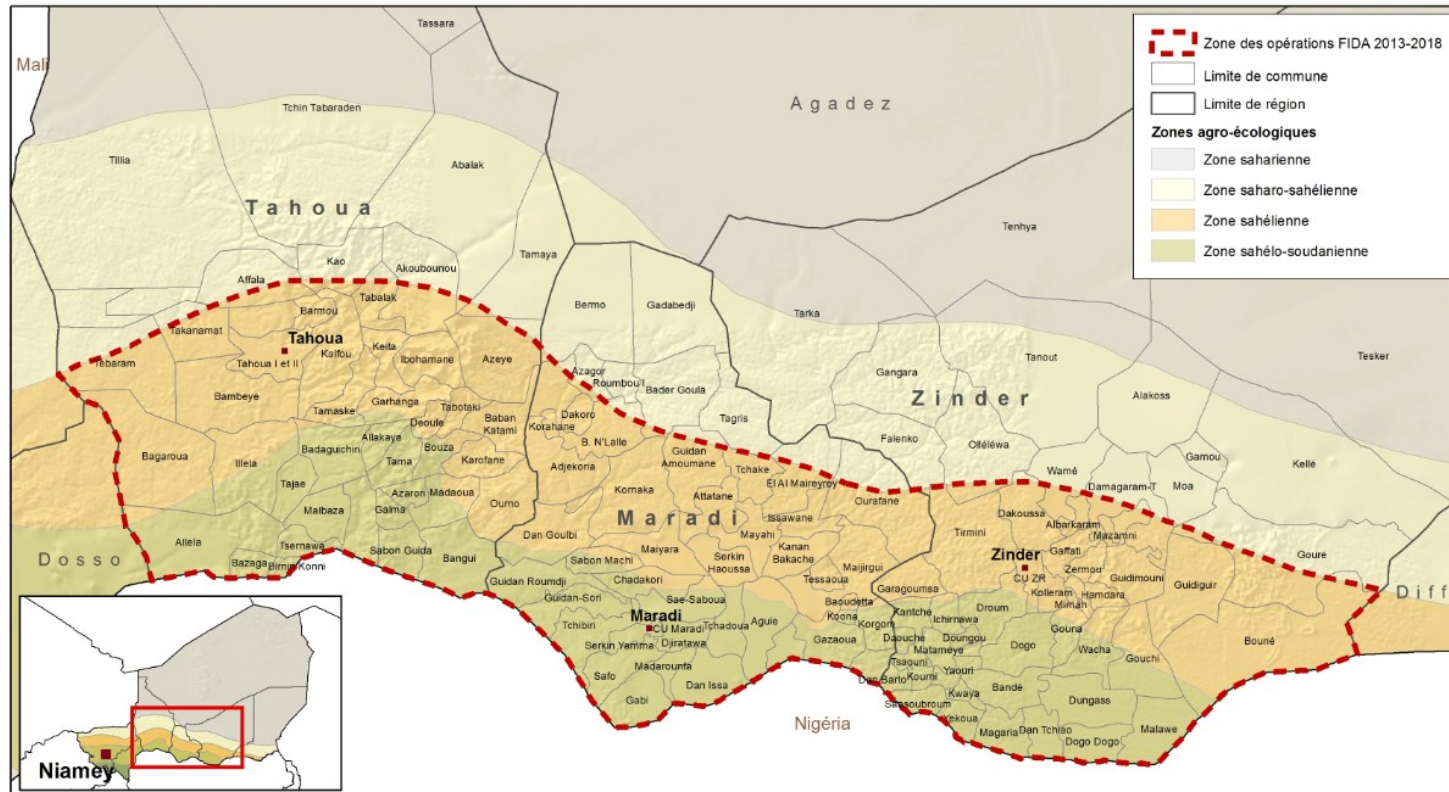 Tassara
Mali
Zone des opérations FIDA 2013-2018
Limite de commune
Limite de région
Zones agro-écologiques
Zone saharienne
Zone saharo-sahélienne
Zone sahélienne
Zone sahélo-soudanienne
Agadez
Tchin Tabaraden
Tillia
Abalak
Tahoua
Tenhya
Kao
Tamaya
Affala
Akoubounou
Tabalak
Bermo
Gadabedji
Barmou
Tarka
Takanamat
Tahoua
Tebaram
Tahoua I et II
Kalfou
Keita
Ibohamane
Azeye
Tanout
Tesker
Gangara
Azagor
Roumbou I
Bader Goula
Zinder
Alakoss
Bambeye
Tamaske
Garhanga
Tabotaki
Deoule
Baban
Katami
Dakoro
Korahane
Tagris
B. N'Lalle
Falenko
Olléléwa
Gamou
Kellé
Allakaye
Badaguichiri
Bouza
Tama
Karofane
Bagaroua
Illela
Adjekoria
Guidan
Amoumane
Tchake
El Al Maireyrey
Wamé
Damagaram-T
Moa
Tajae
Azaron
Madaoua
Ourno
Kornaka
Attatane
Issawane
Ourafane
Malbaza
Galma
Maradi
Dakoussa
Albarkaram
Mazamni
Tirmini
Dan Goulbi
Mayahi
Kanan
Bakache
Allela
Tsernawa
Sabon Guida
Bangui
Sabon Machi
Maiyara
Serkin
Haoussa
Maijirgui
Zinder
Gaffati
Zermou
Goure
Dosso
Bazaga
Birnin Konni
Guidan Roumdji
Chadakori
Tessaoua
Garagoumsa
CU ZR
Kolleram
Mirriah
Hamdara
Guidimouni
Guidiguir
Diff
Guidan-Sori
Sae-Saboua
Baoudetta
Koona
Kantche
Droum
Ichirnawa
Maradi
Tchibiri
CU Maradi
Tchadoua
Aguie
Korgom
Gouna
Bouné
Serkin Yamma
Djiratawa
Gazaoua
Daouche
Doungou
Matameye
Dogo
Wacha
Gouchi
Safo
Madarounfa
Tsaouni
Koumi
Yaouri
Gabi
Dan Issa
Dan Barto
Kwaya
Bandé
Dungass
Sansoubroum
Yekoua
Nigéria
Magaria
Dan Tchiao
Dogo Dogo
Malawe
Niamey